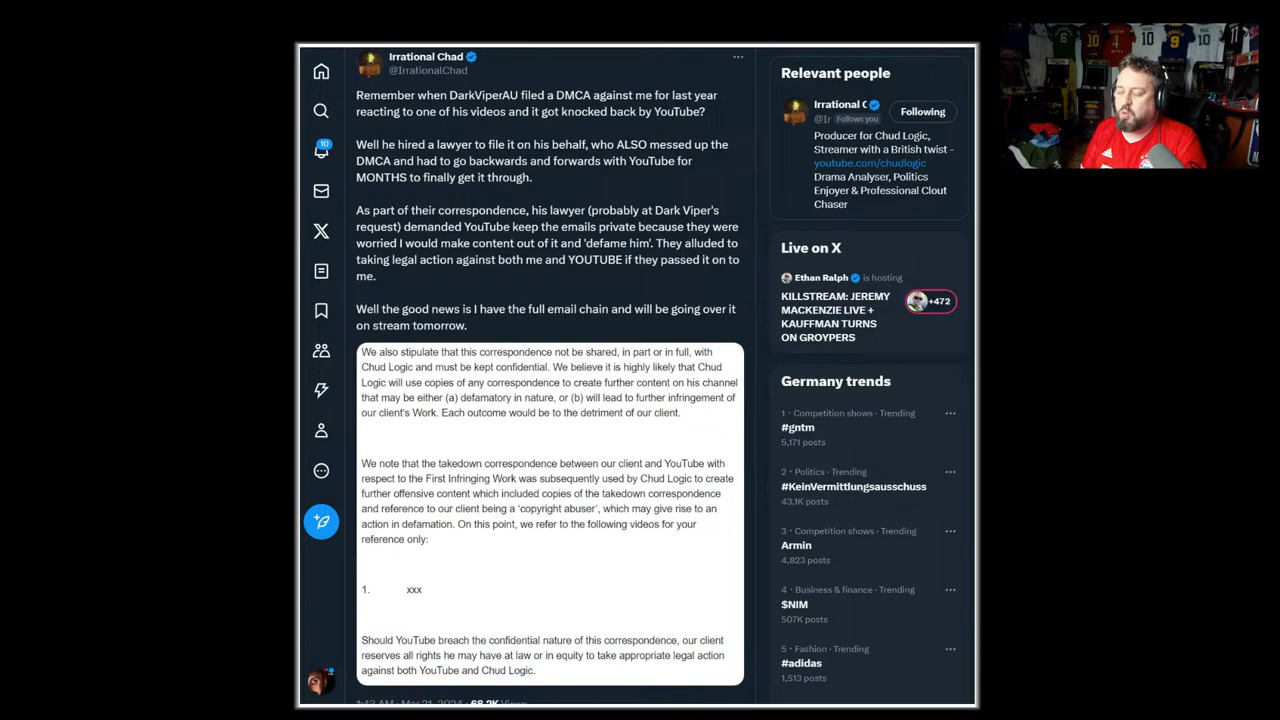 Irrational Chad
@IrrationalChad
Remember when DarkViperAU filed a DMCA against me for last year
reacting to one of his videos and it got knocked back by YouTube?
Well he hired a lawyer to file it on his behalf, who ALSO messed up the
DMCA and had to go backwards and forwards with YouTube for
MONTHS to finally get it through.
As part of their correspondence, his lawyer (probably at Dark Viper's
request) demanded YouTube keep the emails private because they were
worried I would make content out of it and 'defame him'. They alluded to
taking legal action against both me and YOUTUBE if they passed it on to
me.
Well the good news is I have the full email chain and will be going over it
on stream tomorrow.
We also stipulate that this correspondence not be shared, in part or in full, with
Chud Logic and must be kept confidential. We believe it is highly likely that Chud
Logic will use copies of any correspondence to create further content on his channel
that may be either (a) defamatory in nature, or (b) will lead to further infringement of
our client's Work. Each outcome would be to the detriment of our client.
We note that the takedown correspondence between our client and YouTube with
respect to the First Infringing Work was subsequently used by Chud Logic to create
further offensive content which included copies of the takedown correspondence
and reference to our client being a 'copyright abuser', which may give rise to an
action in defamation. On this point, we refer to the following videos for your
reference only:
1. xxx
Should YouTube breach the confidential nature of this correspondence, our client
reserves all rights he may have at law or in equity to take appropriate legal action
against both YouTube and Chud Logic.
1:43 AM · Mar 21, 2024 · 68.2K Views
10
Relevant people
Irrational C
@Ir Follows you
Following
Producer for Chud Logic,
Streamer with a British twist -
youtube.com/chudlogic
Drama Analyser, Politics
Enjoyer & Professional Clout
Chaser
Live on X
Ethan Ralph is hosting
KILLSTREAM: JEREMY
MACKENZIE LIVE +
KAUFFMAN TURNS
ON GROYPERS
+472
Germany trends
1 · Competition shows · Trending
#gntm
5,171 posts
2 · Politics · Trending
#KeinVermittlungsausschuss
43.1K posts
3 · Competition shows · Trending
Armin
4,823 posts
4 · Business & finance · Trending
$NIM
507K posts
5 · Fashion · Trending
#adidas
1,513 posts